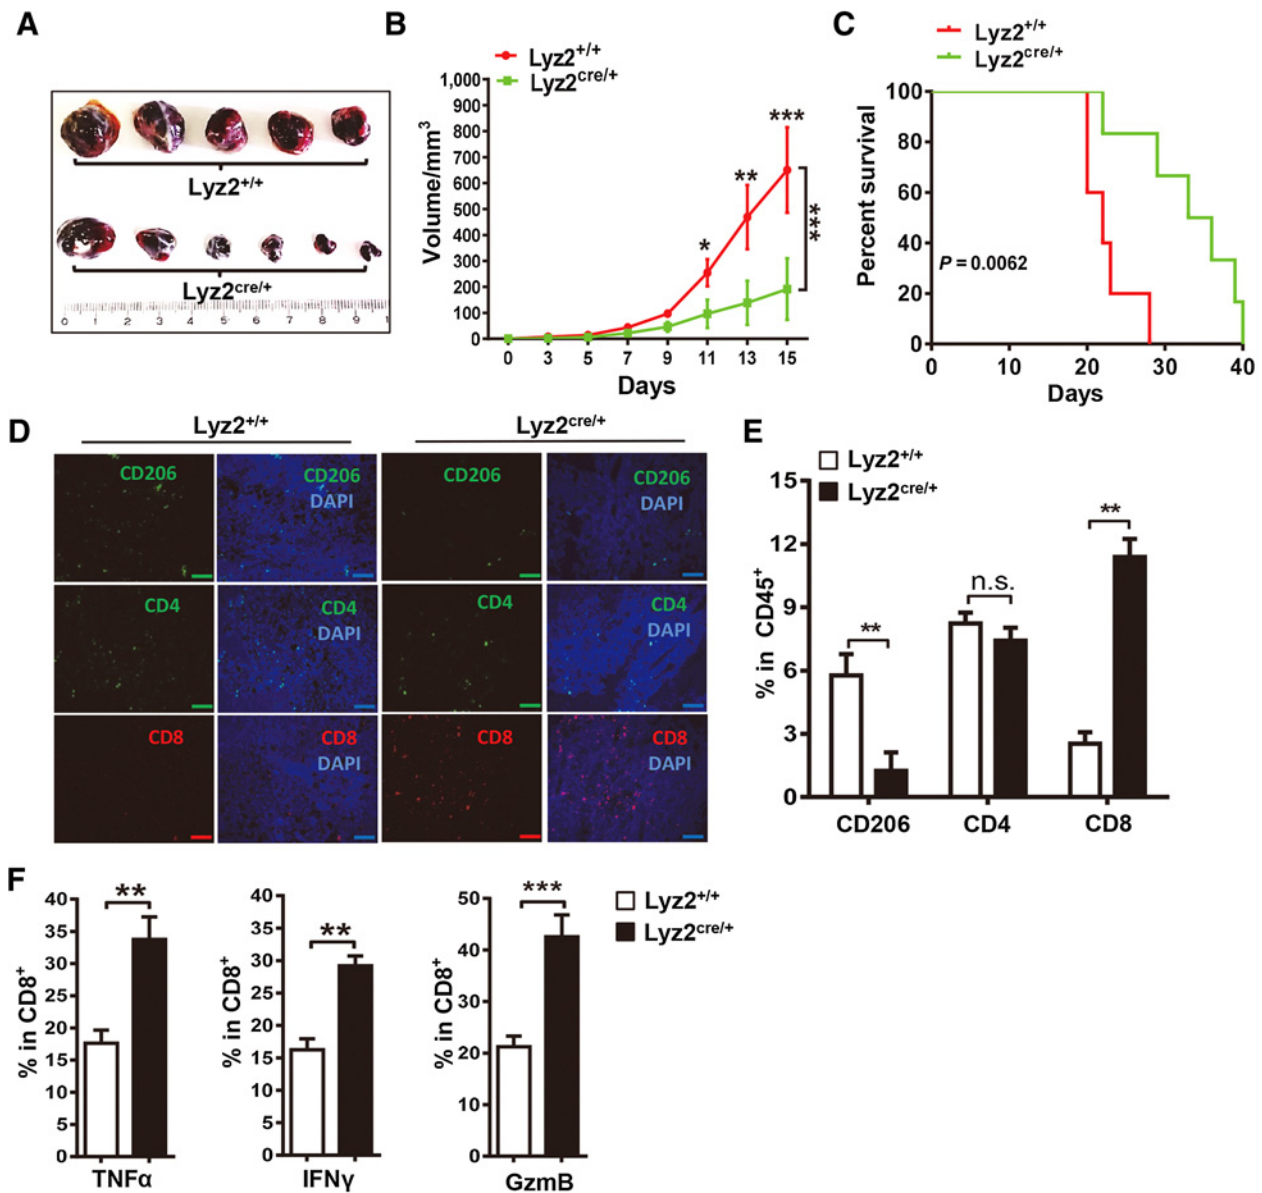 A
Lyz2+/+
Lyz2cre/+
0 1 2 3 4 5 6 7 8 9 1
B
Lyz2+/+
Lyz2cre/+
Volume/mm3
1,000
900
800
700
600
500
400
300
200
100
0
* ** *** ***
0 3 5 7 9 11 13 15
Days
C
Lyz2+/+
Lyz2cre/+
Percent survival
100
80
60
40
20
0
P = 0.0062
0 10 20 30 40
Days
D
Lyz2+/+ Lyz2cre/+
CD206 CD206 DAPI CD206 CD206 DAPI
CD4 CD4 DAPI CD4 CD4 DAPI
CD8 CD8 DAPI CD8 CD8 DAPI
E
Lyz2+/+
Lyz2cre/+
% in CD45+
15
12
9
6
3
0
** n.s. **
CD206 CD4 CD8
F
% in CD8+
40
35
30
25
20
15
10
5
0
**
TNFα
% in CD8+
40
35
30
25
20
15
10
5
0
**
IFNγ
% in CD8+
50
40
30
20
10
0
***
GzmB
Lyz2+/+
Lyz2cre/+